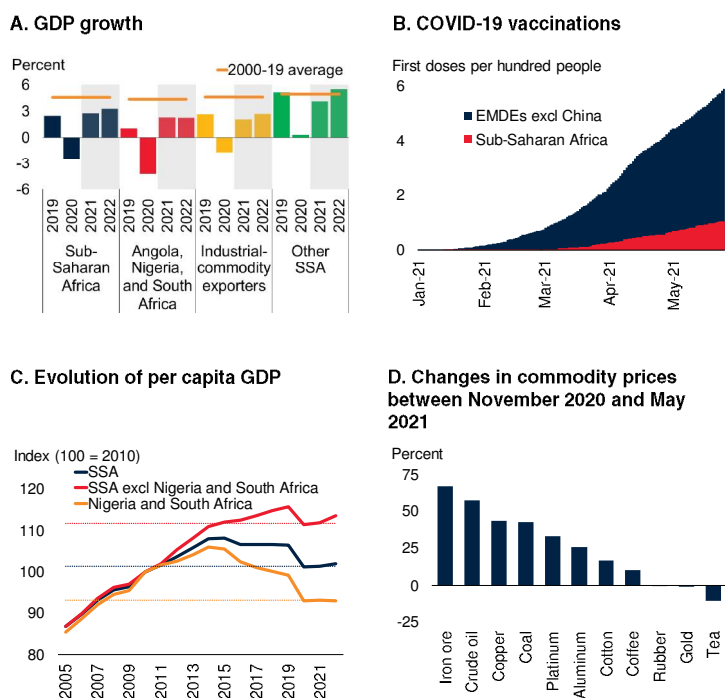 A. GDP growth
Percent
2000-19 average
6
3
0
-3
-6
2019
2020
2021
2022
2019
2020
2021
2022
2019
2020
2021
2022
2019
2020
2021
2022
Sub-
Saharan
Africa
Angola,
Nigeria,
and South
Africa
Industrial-
commodity
exporters
Other
SSA
B. COVID-19 vaccinations
First doses per hundred people
6
4
2
0
EMDEs excl China
Sub-Saharan Africa
Jan-21
Feb-21
Mar-21
Apr-21
May-21
C. Evolution of per capita GDP
Index (100 = 2010)
SSA
SSA excl Nigeria and South Africa
Nigeria and South Africa
120
110
100
90
80
2005
2007
2009
2011
2013
2015
2017
2019
2021
D. Changes in commodity prices
between November 2020 and May
2021
Percent
75
50
25
0
-25
Iron ore
Crude oil
Copper
Coal
Platinum
Aluminum
Cotton
Coffee
Rubber
Gold
Tea